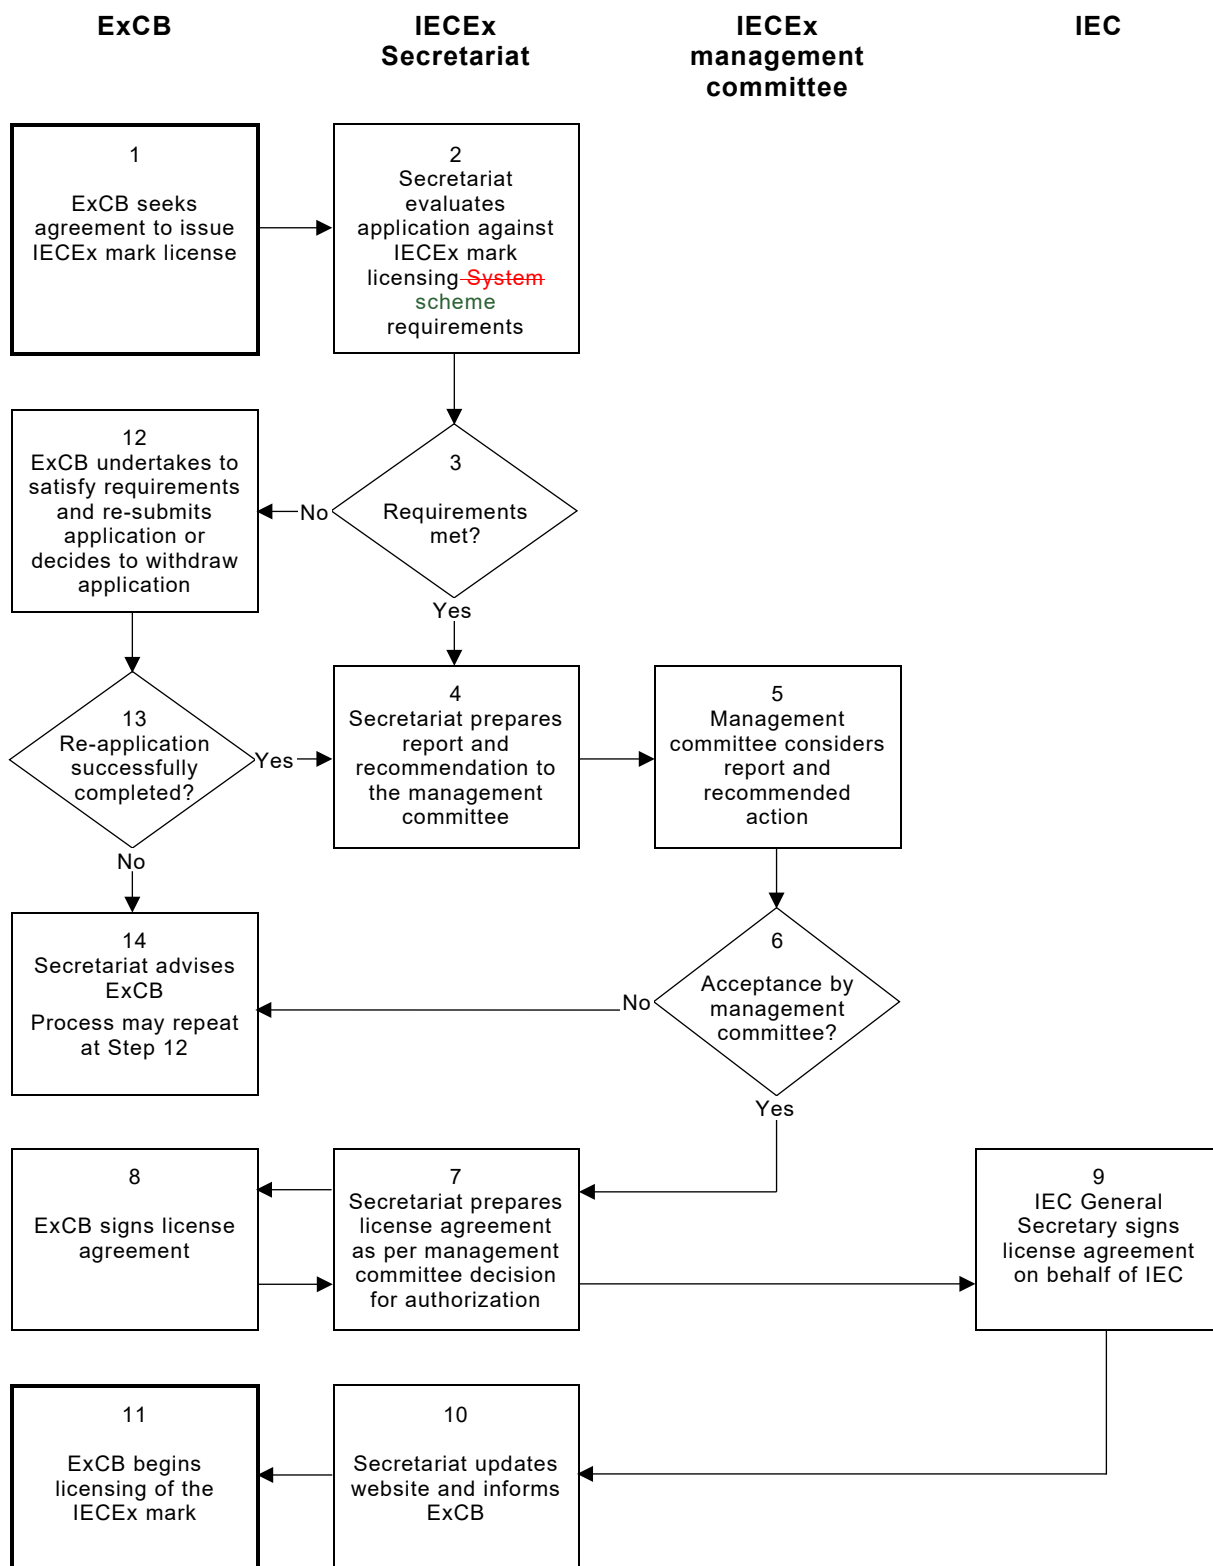 ExCB
IECEx
Secretariat
IECEx
management
committee
IEC
1
ExCB seeks
agreement to issue
IECEx mark license
2
Secretariat
evaluates
application against
IECEx mark
licensing System
scheme
requirements
12
ExCB undertakes to
satisfy requirements
and re-submits
application or
decides to withdraw
application
No
3
Requirements
met?
Yes
13
Re-application
successfully
completed?
Yes
4
Secretariat prepares
report and
recommendation to
the management
committee
5
Management
committee considers
report and
recommended
action
No
14
Secretariat advises
ExCB
Process may repeat
at Step 12
No
6
Acceptance by
management
committee?
Yes
8
ExCB signs license
agreement
7
Secretariat prepares
license agreement
as per management
committee decision
for authorization
9
IEC General
Secretary signs
license agreement
on behalf of IEC
11
ExCB begins
licensing of the
IECEx mark
10
Secretariat updates
website and informs
ExCB